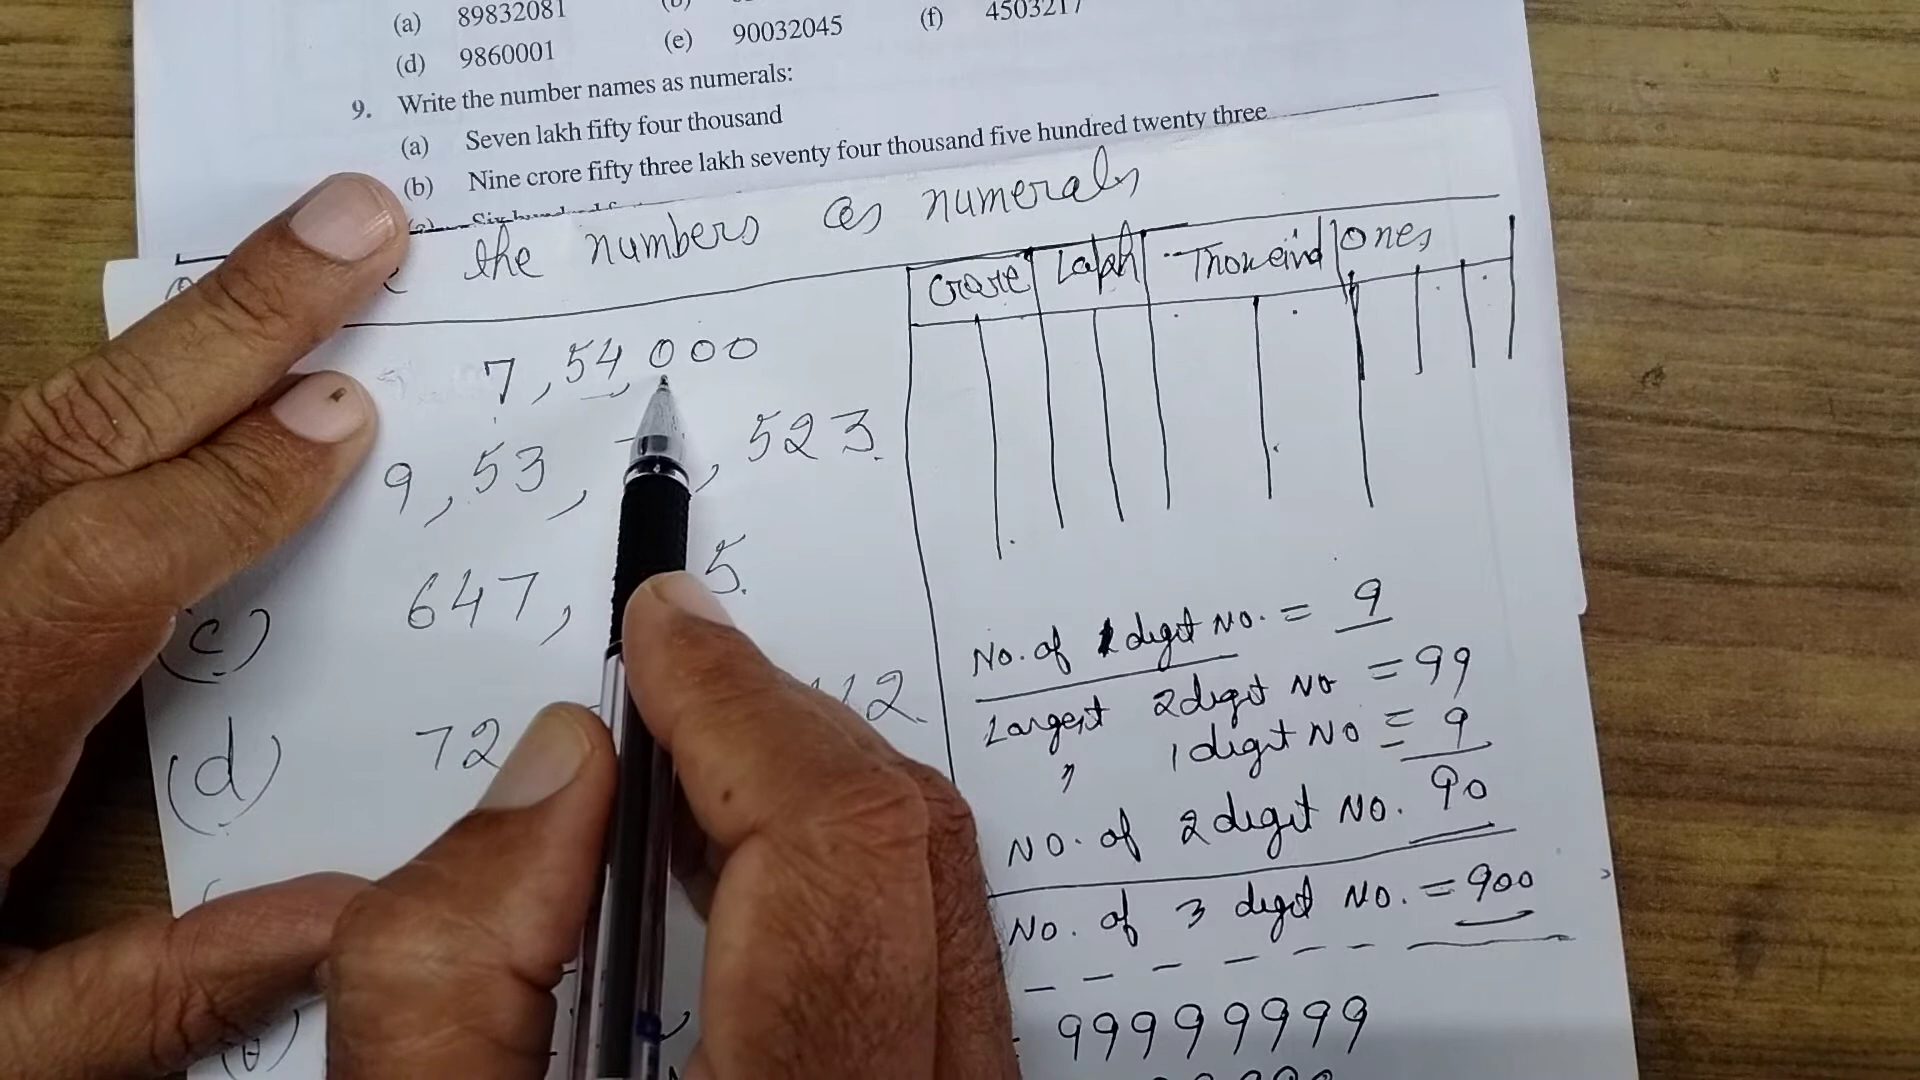 (a) 89832081
(d) 9860001 (e) 90032045 (f) 4503217
9. Write the number names as numerals:
(a) Seven lakh fifty four thousand
(b) Nine crore fifty three lakh seventy four thousand five hundred twenty three
the numbers as numerals
Crore Lakh Thousand Ones
7,54,000
9,53, ,523.
(c) 647, 5.
(d) 72 112.
No. of 1 digit No. = 9
Largest 2 digit No = 99
" 1 digit No = 9
No. of 2 digit No. 90
No. of 3 digit No. = 900
99999999